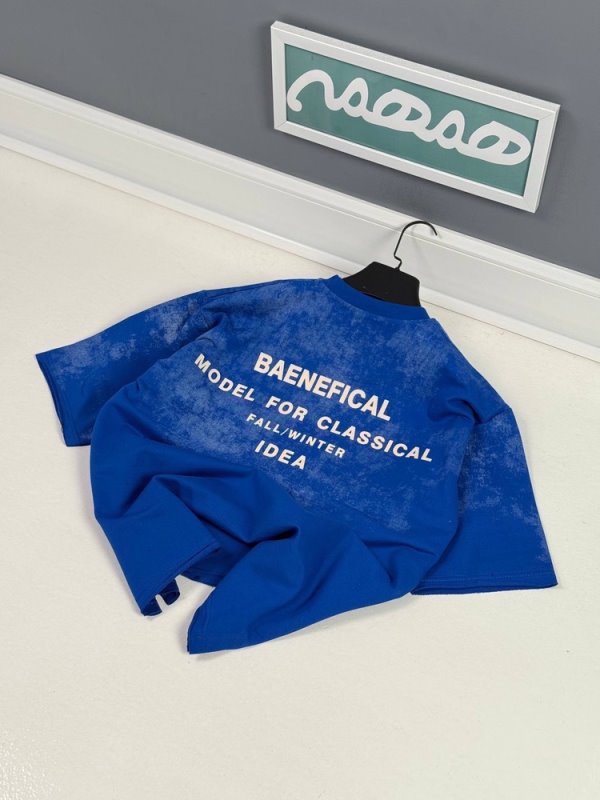 BAENEFICAL
MODEL FOR CLASSICAL
FALL/WINTER
IDEA